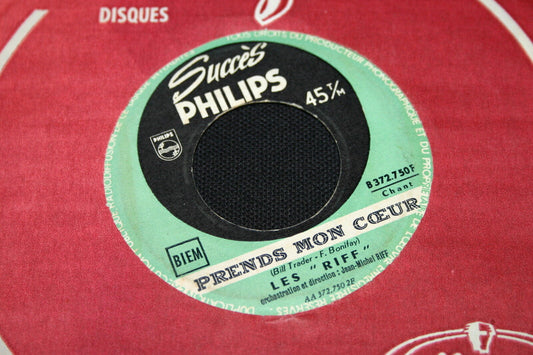 DISQUES
TOUS DROITS DU PRODUCTEUR PHONOGRAPHIQUE ET DU PROPRIÉTAIRE
Succès
PHILIPS
45 T/M
PHILIPS
B 372.750 F
Chant
BIEM
PRENDS MON CŒUR
(Bill Trader - F. Bonifay)
LES "RIFF"
orchestration et direction : Jean-Michel RIFF
AA 372.750 2B